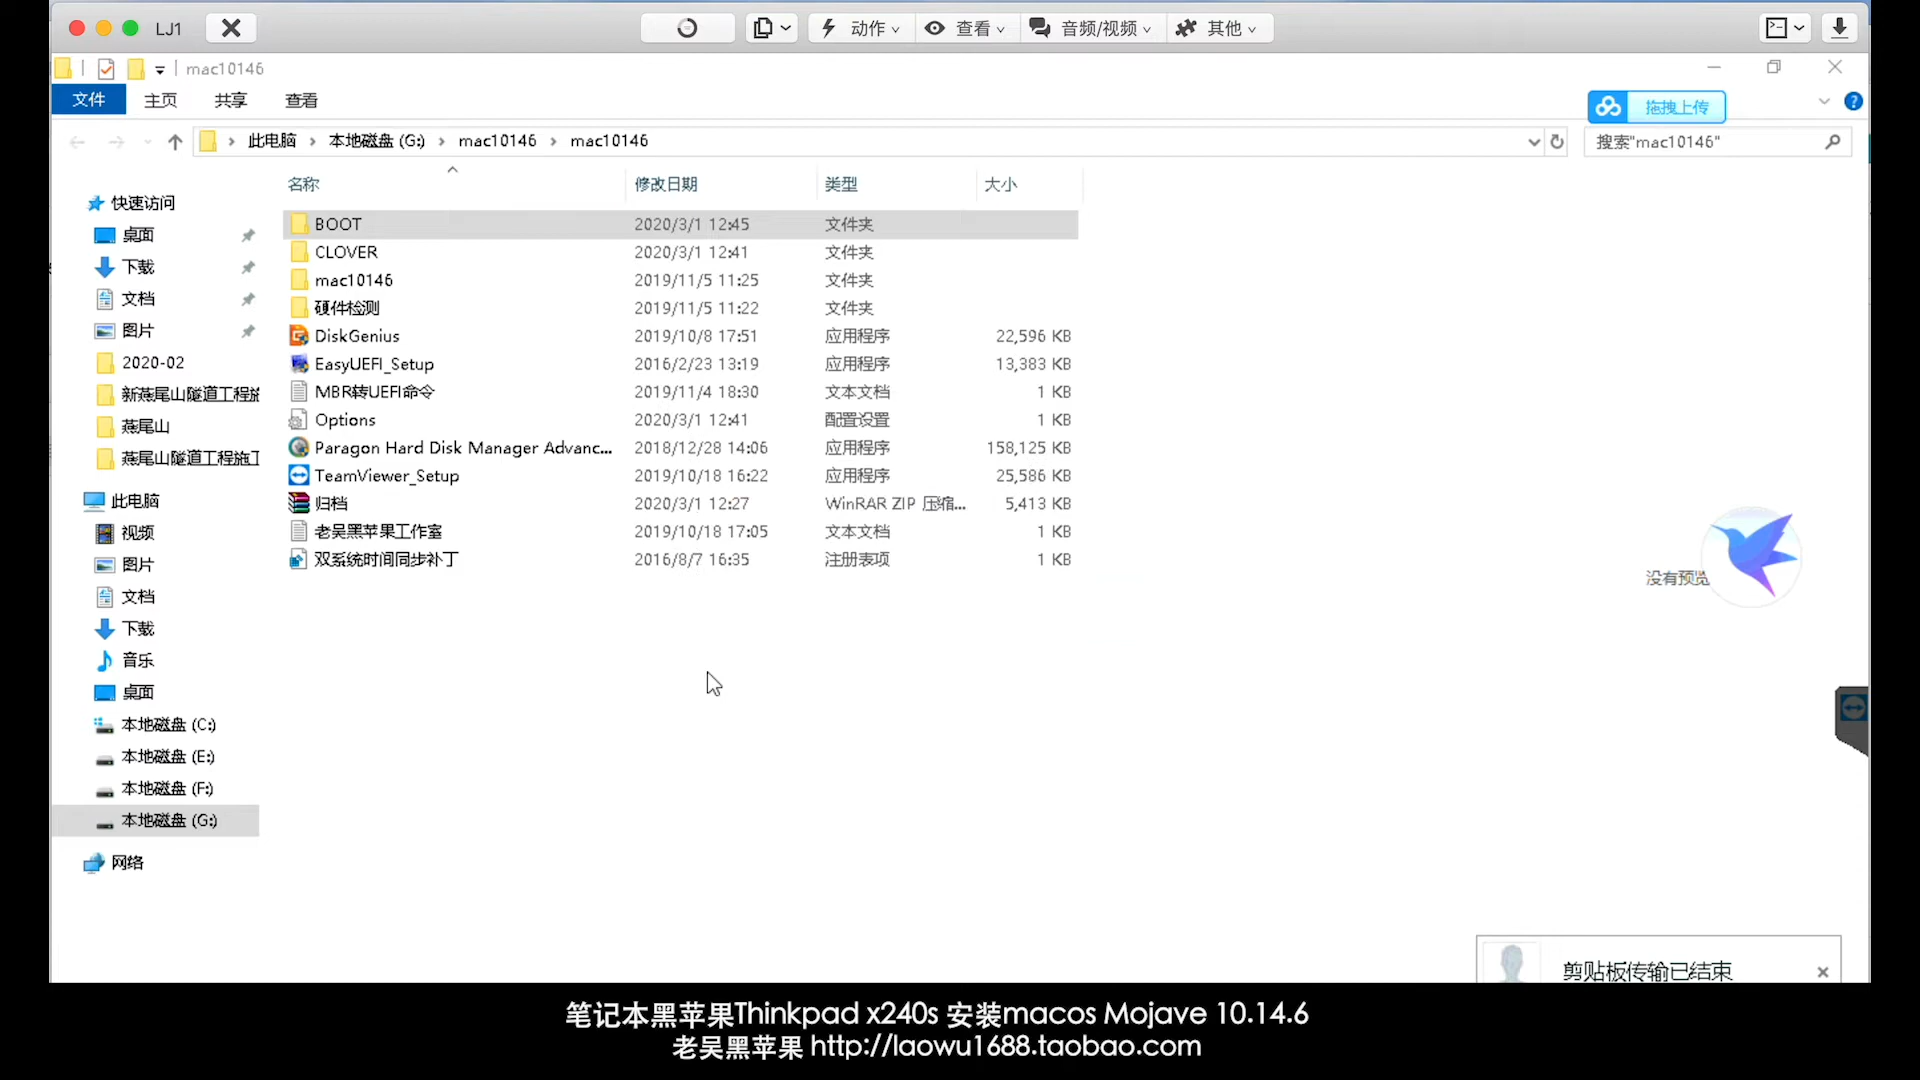 LJ1
动作
查看
音频/视频
其他
mac10146
文件
主页
共享
查看
拖拽上传
此电脑
本地磁盘 (G:)
mac10146
mac10146
搜索"mac10146"
名称 修改日期 类型 大小
快速访问
桌面
下载
文档
图片
2020-02
新燕尾山隧道工程施
燕尾山
燕尾山隧道工程施工
此电脑
视频
图片
文档
下载
音乐
桌面
本地磁盘 (C:)
本地磁盘 (E:)
本地磁盘 (F:)
本地磁盘 (G:)
网络
BOOT 2020/3/1 12:45 文件夹
CLOVER 2020/3/1 12:41 文件夹
mac10146 2019/11/5 11:25 文件夹
硬件检测 2019/11/5 11:22 文件夹
DiskGenius 2019/10/8 17:51 应用程序 22,596 KB
EasyUEFI_Setup 2016/2/23 13:19 应用程序 13,383 KB
MBR转UEFI命令 2019/11/4 18:30 文本文档 1 KB
Options 2020/3/1 12:41 配置设置 1 KB
Paragon Hard Disk Manager Advanc... 2018/12/28 14:06 应用程序 158,125 KB
TeamViewer_Setup 2019/10/18 16:22 应用程序 25,586 KB
归档 2020/3/1 12:27 WinRAR ZIP 压缩... 5,413 KB
老吴黑苹果工作室 2019/10/18 17:05 文本文档 1 KB
双系统时间同步补丁 2016/8/7 16:35 注册表项 1 KB
没有预览
剪贴板传输已结束
笔记本黑苹果Thinkpad x240s 安装macos Mojave 10.14.6
老吴黑苹果 http://laowu1688.taobao.com